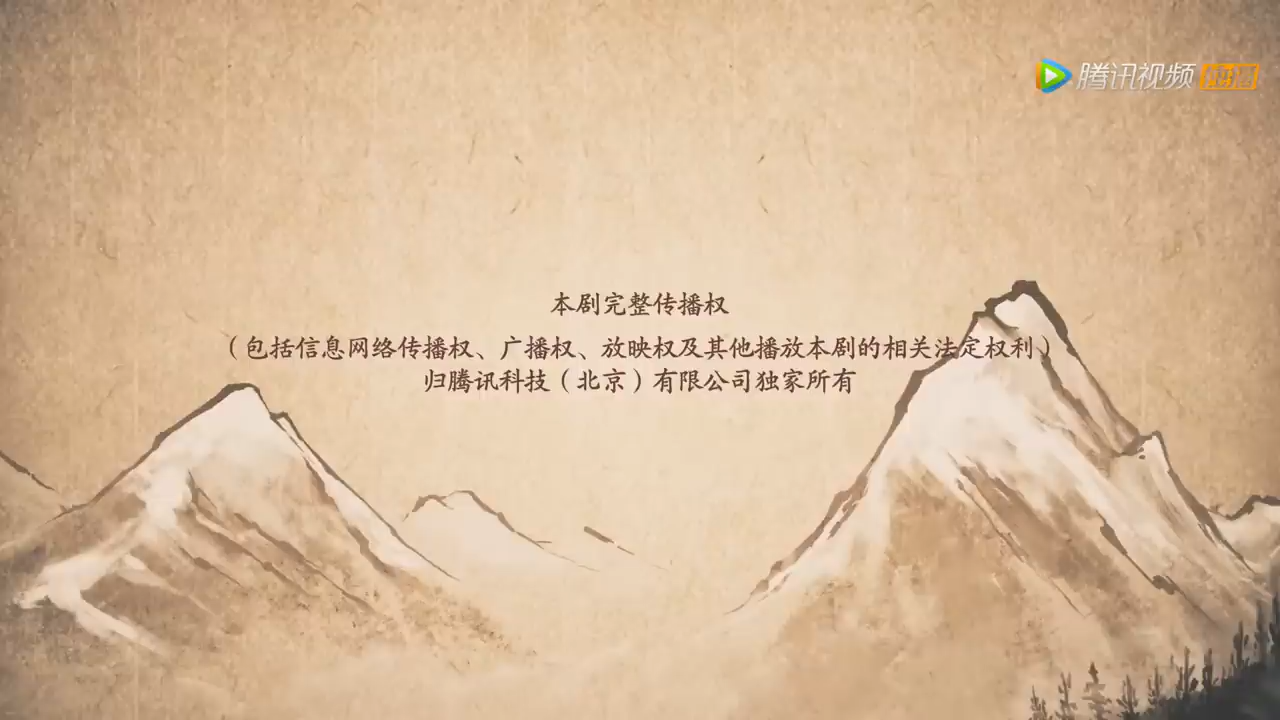 腾讯视频 独播
本剧完整传播权
（包括信息网络传播权、广播权、放映权及其他播放本剧的相关法定权利）
归腾讯科技（北京）有限公司独家所有